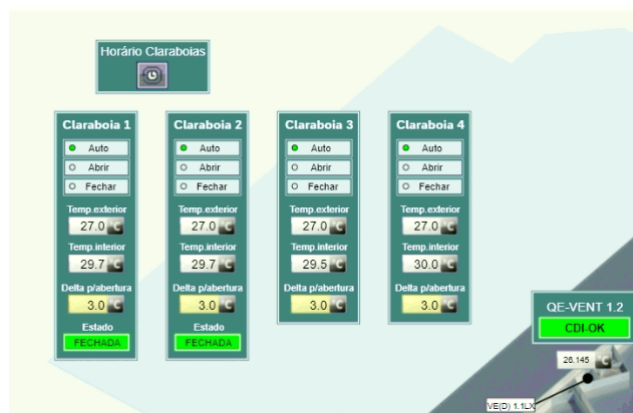 Horário Claraboias
Claraboia 1
Auto
Abrir
Fechar
Temp.exterior
27.0 °C
Temp.interior
29.7 °C
Delta p/abertura
3.0 °C
Estado
FECHADA
Claraboia 2
Auto
Abrir
Fechar
Temp.exterior
27.0 °C
Temp.interior
29.7 °C
Delta p/abertura
3.0 °C
Estado
FECHADA
Claraboia 3
Auto
Abrir
Fechar
Temp.exterior
27.0 °C
Temp.interior
29.5 °C
Delta p/abertura
3.0 °C
Claraboia 4
Auto
Abrir
Fechar
Temp.exterior
27.0 °C
Temp.interior
30.0 °C
Delta p/abertura
3.0 °C
QE-VENT 1.2
CDI-OK
28.145 °C
VE(D) 1.1LX